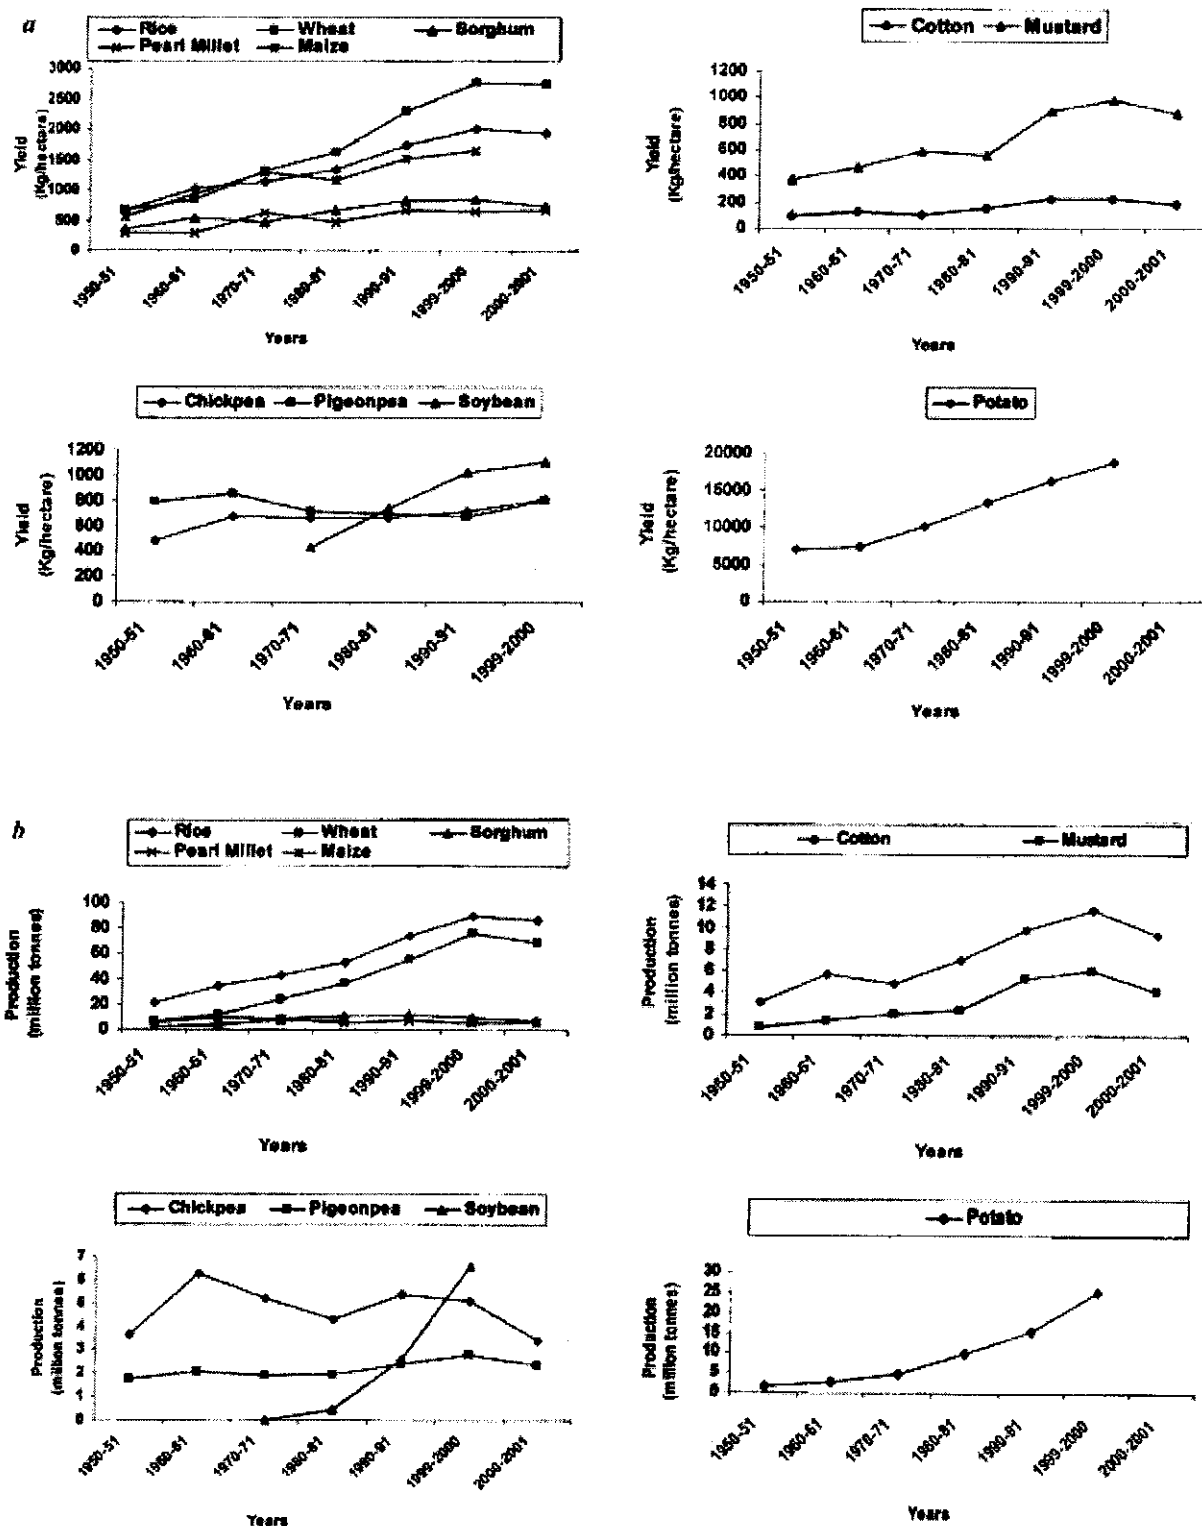 a
Rice Wheat Sorghum
Pearl Millet Maize
3000
2500
2000
1500
1000
500
0
Yield
(Kg/hectare)
1950-51 1960-61 1970-71 1980-81 1990-91 1999-2000 2000-2001
Years
Cotton Mustard
1200
1000
800
600
400
200
0
Yield
(Kg/hectare)
1950-51 1960-61 1970-71 1980-81 1990-91 1999-2000 2000-2001
Years
Chickpea Pigeonpea Soybean
1200
1000
800
600
400
200
0
Yield
(Kg/hectare)
1950-51 1960-61 1970-71 1980-81 1990-91 1999-2000
Years
Potato
20000
15000
10000
5000
0
Yield
(Kg/hectare)
1950-51 1960-61 1970-71 1980-81 1990-91 1999-2000 2000-2001
Years
b
Rice Wheat Sorghum
Pearl Millet Maize
100
80
60
40
20
0
Production
(million tonnes)
1950-51 1960-61 1970-71 1980-81 1990-91 1999-2000 2000-2001
Years
Cotton Mustard
14
12
10
8
6
4
2
0
Production
(million tonnes)
1950-51 1960-61 1970-71 1980-81 1990-91 1999-2000 2000-2001
Years
Chickpea Pigeonpea Soybean
7
6
5
4
3
2
1
0
Production
(million tonnes)
1950-51 1960-61 1970-71 1980-81 1990-91 1999-2000 2000-2001
Years
Potato
30
25
20
15
10
5
0
Production
(million tonnes)
1950-51 1960-61 1970-71 1980-81 1990-91 1999-2000 2000-2001
Years